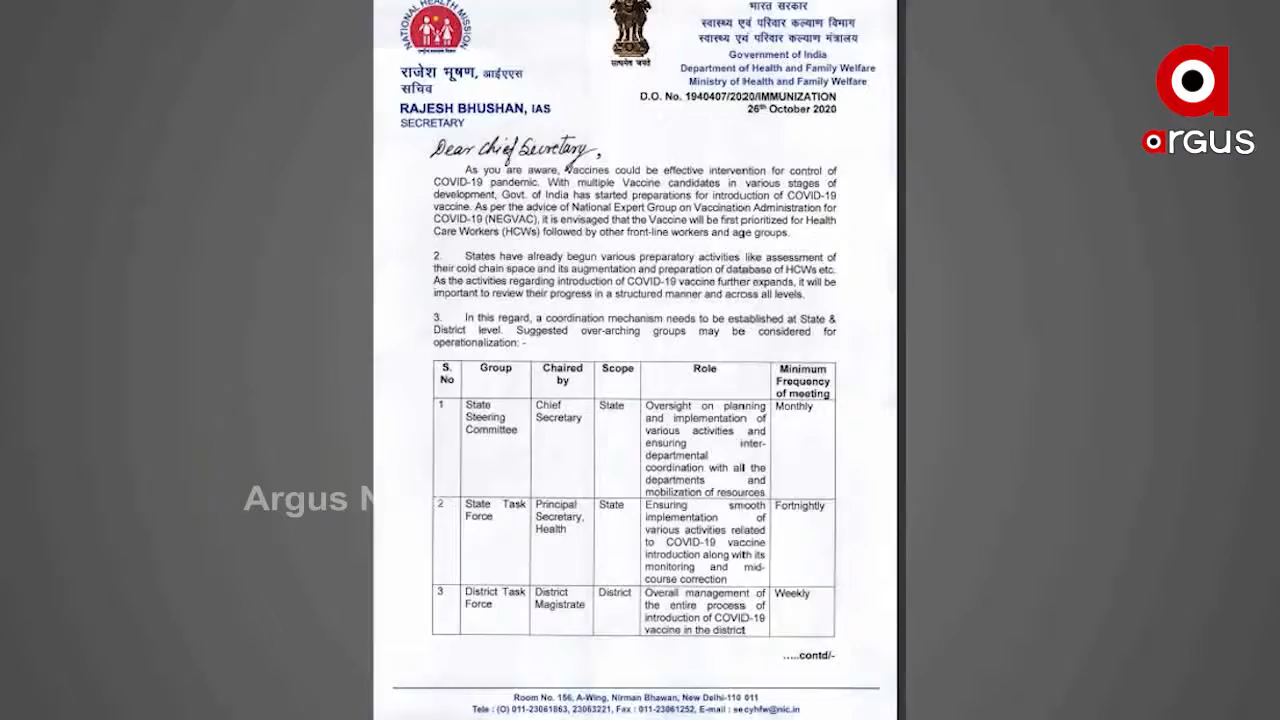 NATIONAL HEALTH MISSION
सत्यमेव जयते
भारत सरकार
स्वास्थ्य एवं परिवार कल्याण विभाग
स्वास्थ्य एवं परिवार कल्याण मंत्रालय
Government of India
Department of Health and Family Welfare
Ministry of Health and Family Welfare
D.O. No. 1940407/2020/IMMUNIZATION
26th October 2020
राजेश भूषण, आईएएस
सचिव
RAJESH BHUSHAN, IAS
SECRETARY
argus
Dear Chief Secretary,
As you are aware, Vaccines could be effective intervention for control of
COVID-19 pandemic. With multiple Vaccine candidates in various stages of
development, Govt. of India has started preparations for introduction of COVID-19
vaccine. As per the advice of National Expert Group on Vaccination Administration for
COVID-19 (NEGVAC), it is envisaged that the Vaccine will be first prioritized for Health
Care Workers (HCWs) followed by other front-line workers and age groups.
2. States have already begun various preparatory activities like assessment of
their cold chain space and its augmentation and preparation of database of HCWs etc.
As the activities regarding introduction of COVID-19 vaccine further expands, it will be
important to review their progress in a structured manner and across all levels.
3. In this regard, a coordination mechanism needs to be established at State &
District level. Suggested over-arching groups may be considered for
operationalization: -
S. No Group Chaired by Scope Role Minimum Frequency of meeting
1 State Steering Committee Chief Secretary State Oversight on planning and implementation of various activities and ensuring inter-departmental coordination with all the departments and mobilization of resources Monthly
2 State Task Force Principal Secretary, Health State Ensuring smooth implementation of various activities related to COVID-19 vaccine introduction along with its monitoring and mid-course correction Fortnightly
3 District Task Force District Magistrate District Overall management of the entire process of introduction of COVID-19 vaccine in the district Weekly
.....contd/-
Argus N
Room No. 156, A-Wing, Nirman Bhawan, New Delhi-110 011
Tele : (O) 011-23061863, 23063221, Fax : 011-23061252, E-mail : secyhfw@nic.in